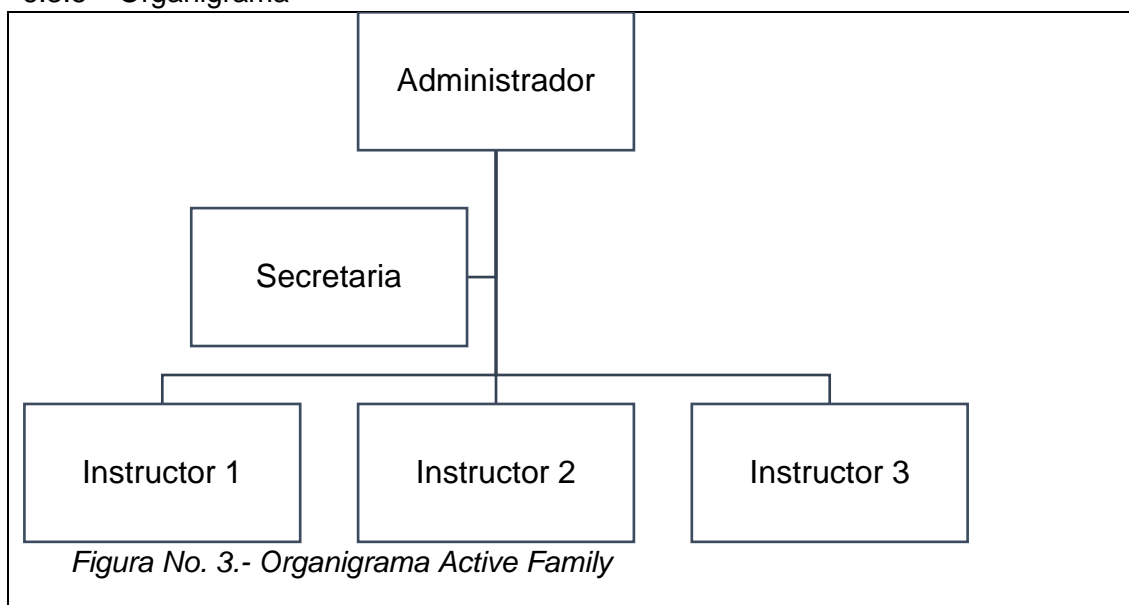 Organigrama
Administrador
Secretaria
Instructor 1
Instructor 2
Instructor 3
Figura No. 3.- Organigrama Active Family